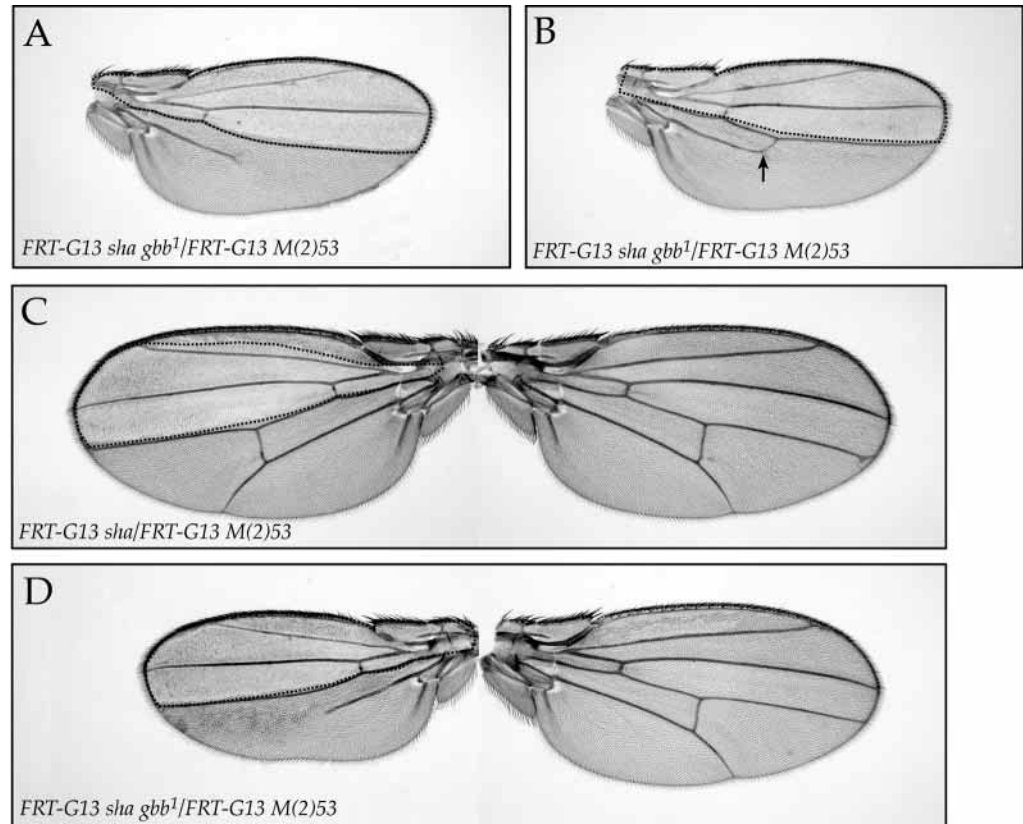 A
FRT-G13 sha gbb¹/FRT-G13 M(2)53
B
FRT-G13 sha gbb¹/FRT-G13 M(2)53
C
FRT-G13 sha/FRT-G13 M(2)53
D
FRT-G13 sha gbb¹/FRT-G13 M(2)53